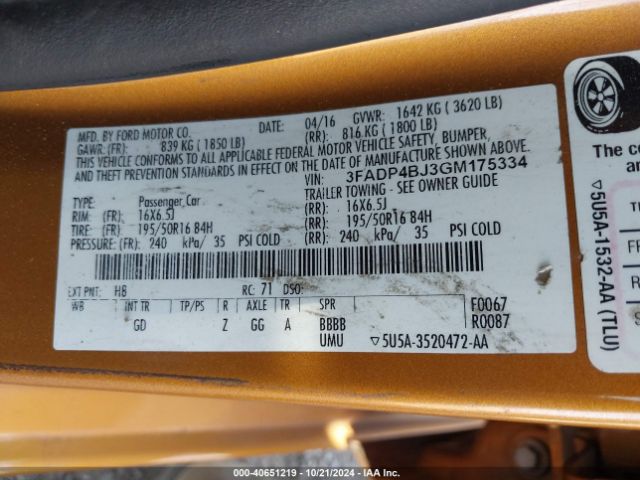 MFD. BY FORD MOTOR CO. DATE: 04/16 GVWR: 1642 KG ( 3620 LB)
GAWR: (FR): 839 KG ( 1850 LB) (RR): 816 KG ( 1800 LB)
THIS VEHICLE CONFORMS TO ALL APPLICABLE FEDERAL MOTOR VEHICLE SAFETY, BUMPER,
AND THEFT PREVENTION STANDARDS IN EFFECT ON THE DATE OF MANUFACTURE SHOWN ABOVE.
VIN: 3FADP4BJ3GM175334
TYPE: Passenger Car TRAILER TOWING - SEE OWNER GUIDE
RIM: (FR): 16X6.5J (RR): 16X6.5J
TIRE: (FR): 195/50R16 84H (RR): 195/50R16 84H
PRESSURE: (FR): 240 kPa/ 35 PSI COLD (RR): 240 kPa/ 35 PSI COLD
EXT PNT: H8 RC: 71 DSO:
WB INT TR TP/PS R AXLE TR SPR F0067
GD Z GG A BBBB R0087
UMU 5U5A-3520472-AA
The co
5U5A-1532-AA (TLU)
000-40651219 - 10/21/2024 - IAA Inc.